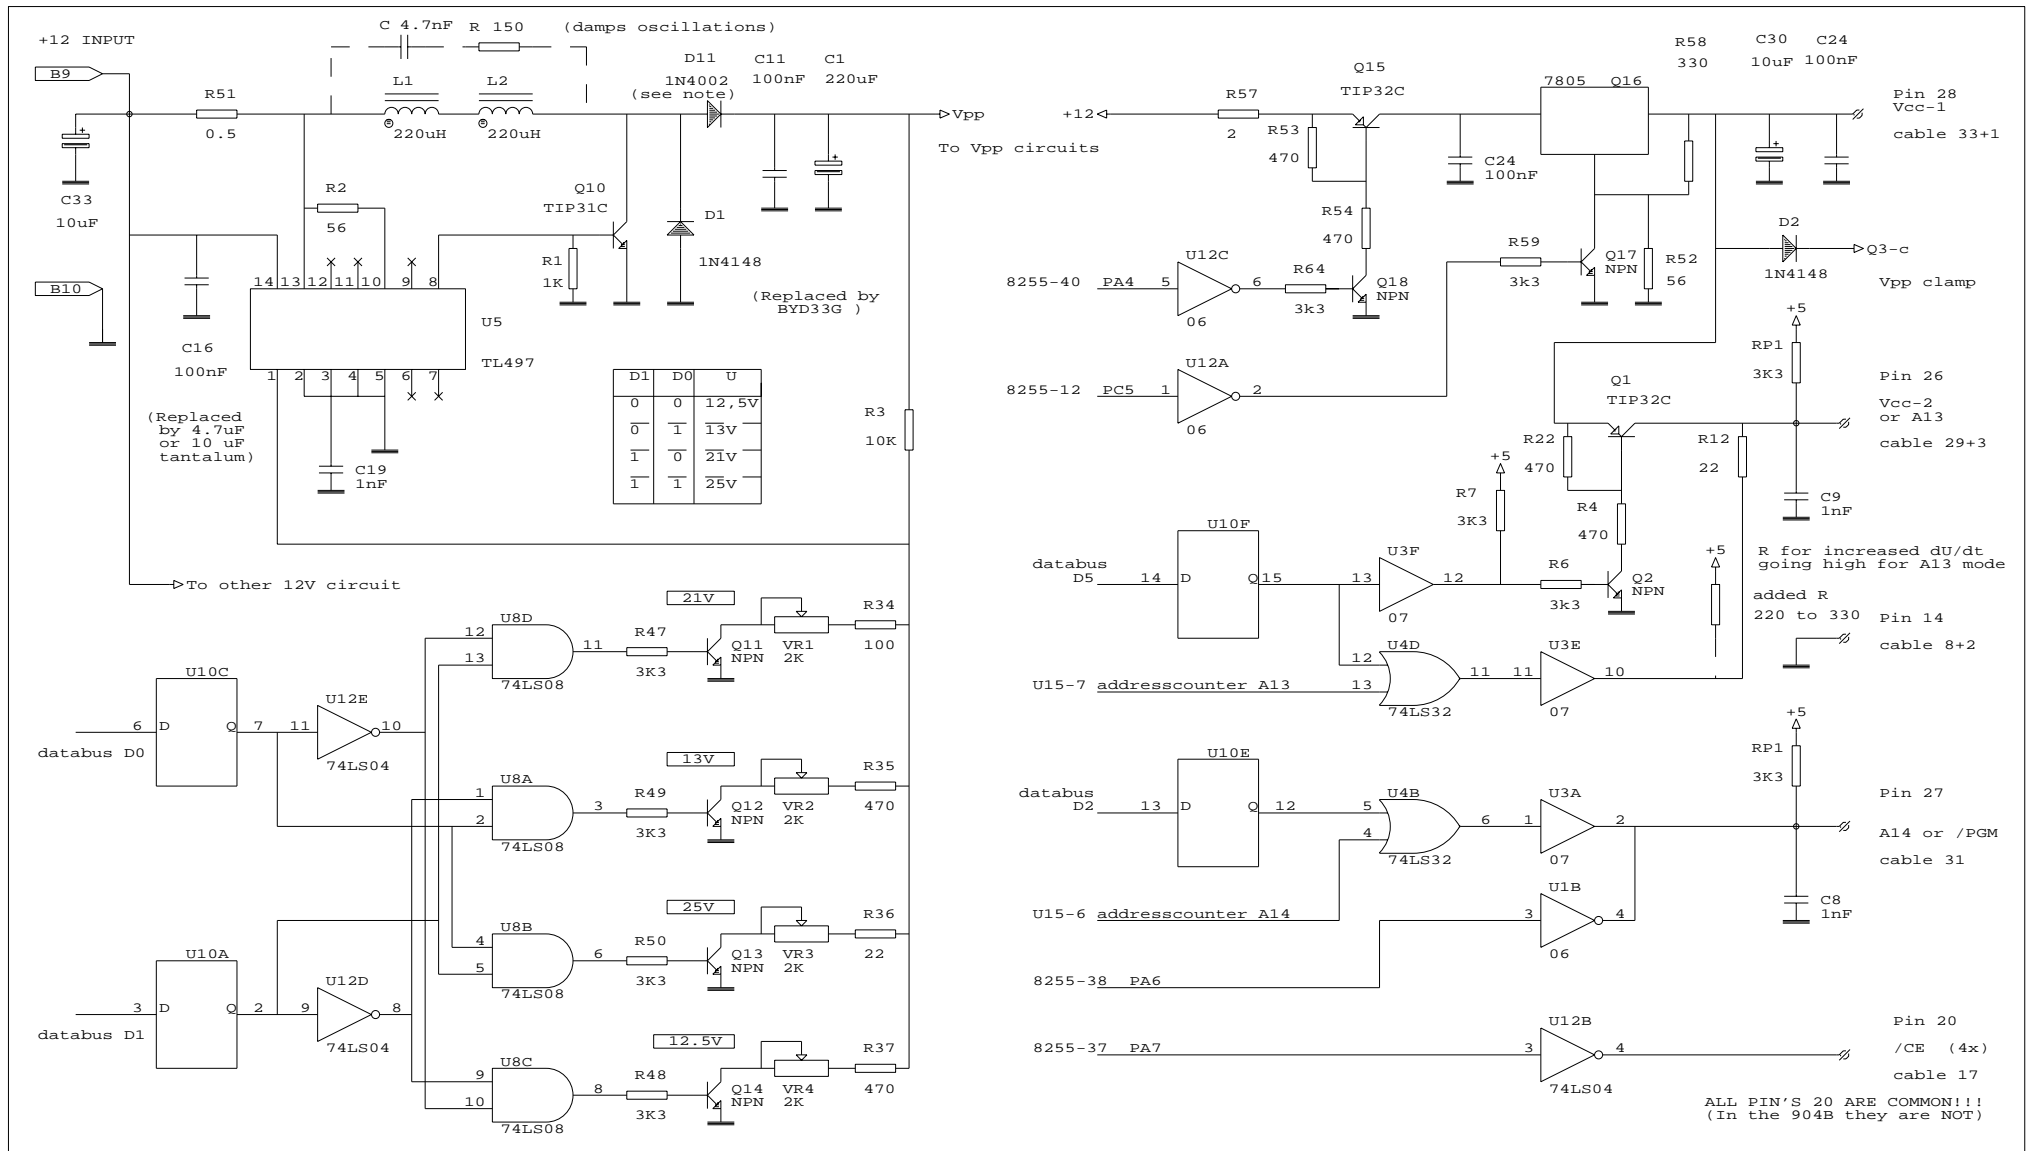 +12 INPUT
B9
C 4.7nF
R 150
(damps oscillations)
R51
0.5
L1
220uH
L2
220uH
D11
1N4002
(see note)
C11
100nF
C1
220uF
Vpp
To Vpp circuits
C33
10uF
B10
R2
56
Q10
TIP31C
R1
1K
D1
1N4148
(Replaced by
BYD33G )
14 13 12 11 10 9 8
U5
TL497
1 2 3 4 5 6 7
C16
100nF
(Replaced
by 4.7uF
or 10 uF
tantalum)
C19
1nF
D1 D0 U
0 0 12,5V
0 1 13V
1 0 21V
1 1 25V
R3
10K
To other 12V circuit
U10C
6 D Q 7
databus D0
U12E
11 10
74LS04
U10A
3 D Q 2
databus D1
U12D
9 8
74LS04
U8D
12
13
11
74LS08
R47
3K3
21V
Q11
NPN
VR1
2K
R34
100
U8A
1
2
3
74LS08
R49
3K3
13V
Q12
NPN
VR2
2K
R35
470
U8B
4
5
6
74LS08
R50
3K3
25V
Q13
NPN
VR3
2K
R36
22
U8C
9
10
8
74LS08
R48
3K3
12.5V
Q14
NPN
VR4
2K
R37
470
+12
R57
2
R53
470
Q15
TIP32C
C24
100nF
7805 Q16
R58
330
C30
10uF
C24
100nF
Pin 28
Vcc-1
cable 33+1
R54
470
8255-40 PA4 5
U12C
6
06
R64
3k3
Q18
NPN
R59
3k3
Q17
NPN
R52
56
D2
1N4148
Q3-c
Vpp clamp
8255-12 PC5 1
U12A
2
06
+5
RP1
3K3
Q1
TIP32C
Pin 26
Vcc-2
or A13
cable 29+3
R22
470
R12
22
C9
1nF
+5
R7
3K3
R4
470
U10F
databus
D5
14 D Q 15
U3F
13 12
07
R6
3k3
Q2
NPN
+5
R for increased dU/dt
going high for A13 mode
added R
220 to 330
Pin 14
cable 8+2
U4D
12
13
11
74LS32
U15-7 addresscounter A13
U3E
11 10
07
U10E
databus
D2
13 D Q 12
U4B
5
4
6
74LS32
U3A
1 2
07
+5
RP1
3K3
Pin 27
A14 or /PGM
cable 31
C8
1nF
U15-6 addresscounter A14
U1B
3 4
06
8255-38 PA6
8255-37 PA7
U12B
3 4
74LS04
Pin 20
/CE (4x)
cable 17
ALL PIN'S 20 ARE COMMON!!!
(In the 904B they are NOT)